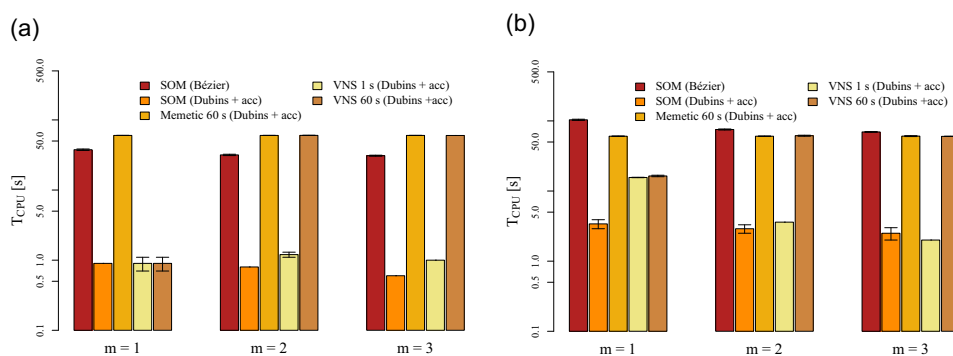 (a)
SOM (Bézier)
SOM (Dubins + acc)
Memetic 60 s (Dubins + acc)
VNS 1 s (Dubins + acc)
VNS 60 s (Dubins +acc)
T_CPU [s]
500.0
50.0
5.0
1.0
0.5
0.1
m = 1
m = 2
m = 3
(b)
SOM (Bézier)
SOM (Dubins + acc)
Memetic 60 s (Dubins + acc)
VNS 1 s (Dubins + acc)
VNS 60 s (Dubins +acc)
T_CPU [s]
500.0
50.0
5.0
1.0
0.5
0.1
m = 1
m = 2
m = 3